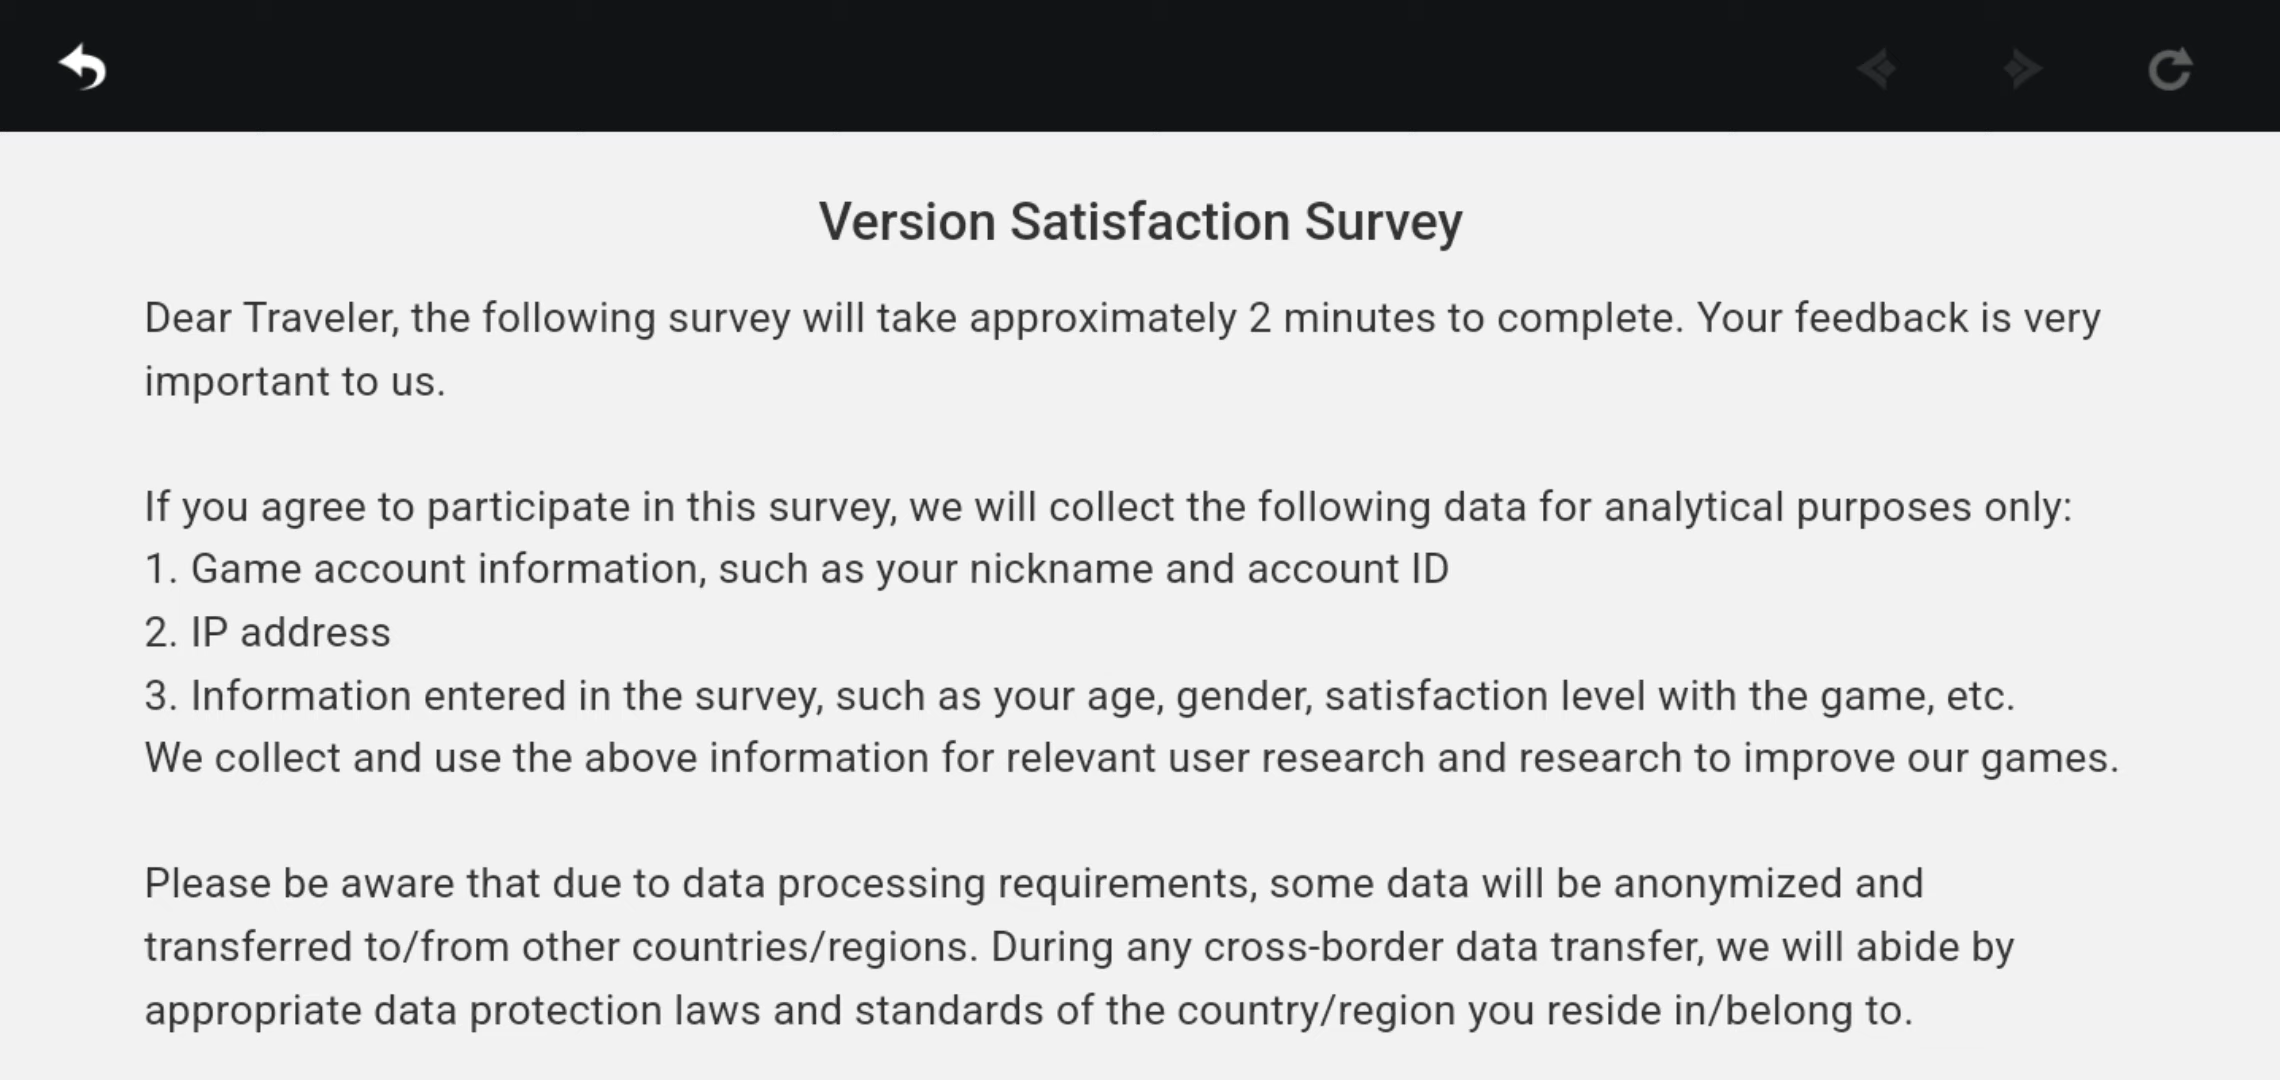 Version Satisfaction Survey
Dear Traveler, the following survey will take approximately 2 minutes to complete. Your feedback is very
important to us.
If you agree to participate in this survey, we will collect the following data for analytical purposes only:
1. Game account information, such as your nickname and account ID
2. IP address
3. Information entered in the survey, such as your age, gender, satisfaction level with the game, etc.
We collect and use the above information for relevant user research and research to improve our games.
Please be aware that due to data processing requirements, some data will be anonymized and
transferred to/from other countries/regions. During any cross-border data transfer, we will abide by
appropriate data protection laws and standards of the country/region you reside in/belong to.